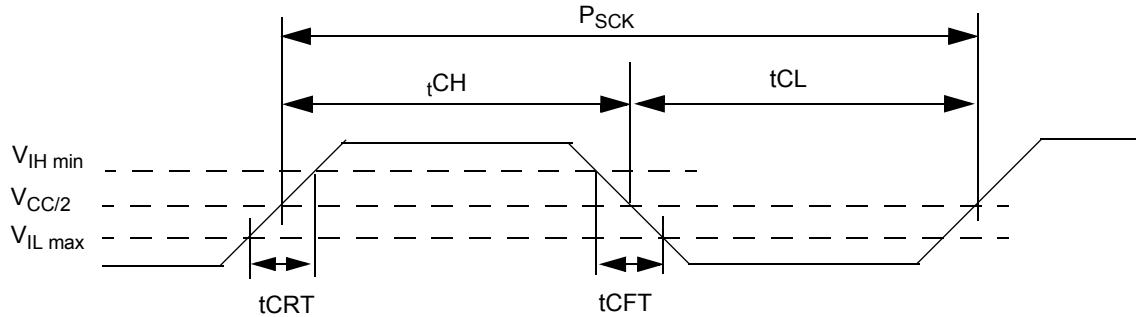 PSCK
tCH
tCL
VIH min
VCC/2
VIL max
tCRT
tCFT